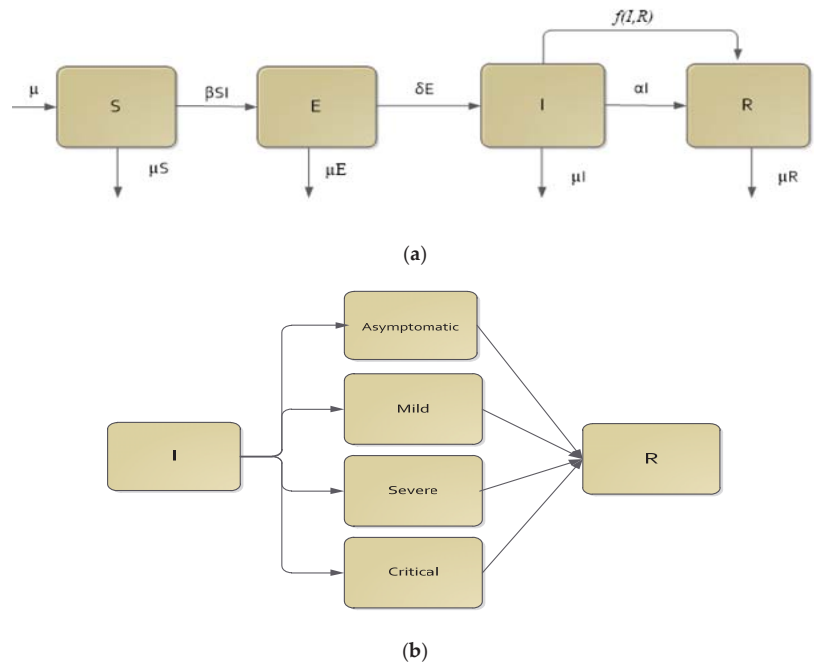 f(I,R)
μ
S
βSI
E
δE
I
αI
R
μS
μE
μI
μR
(a)
Asymptomatic
Mild
I
R
Severe
Critical
(b)